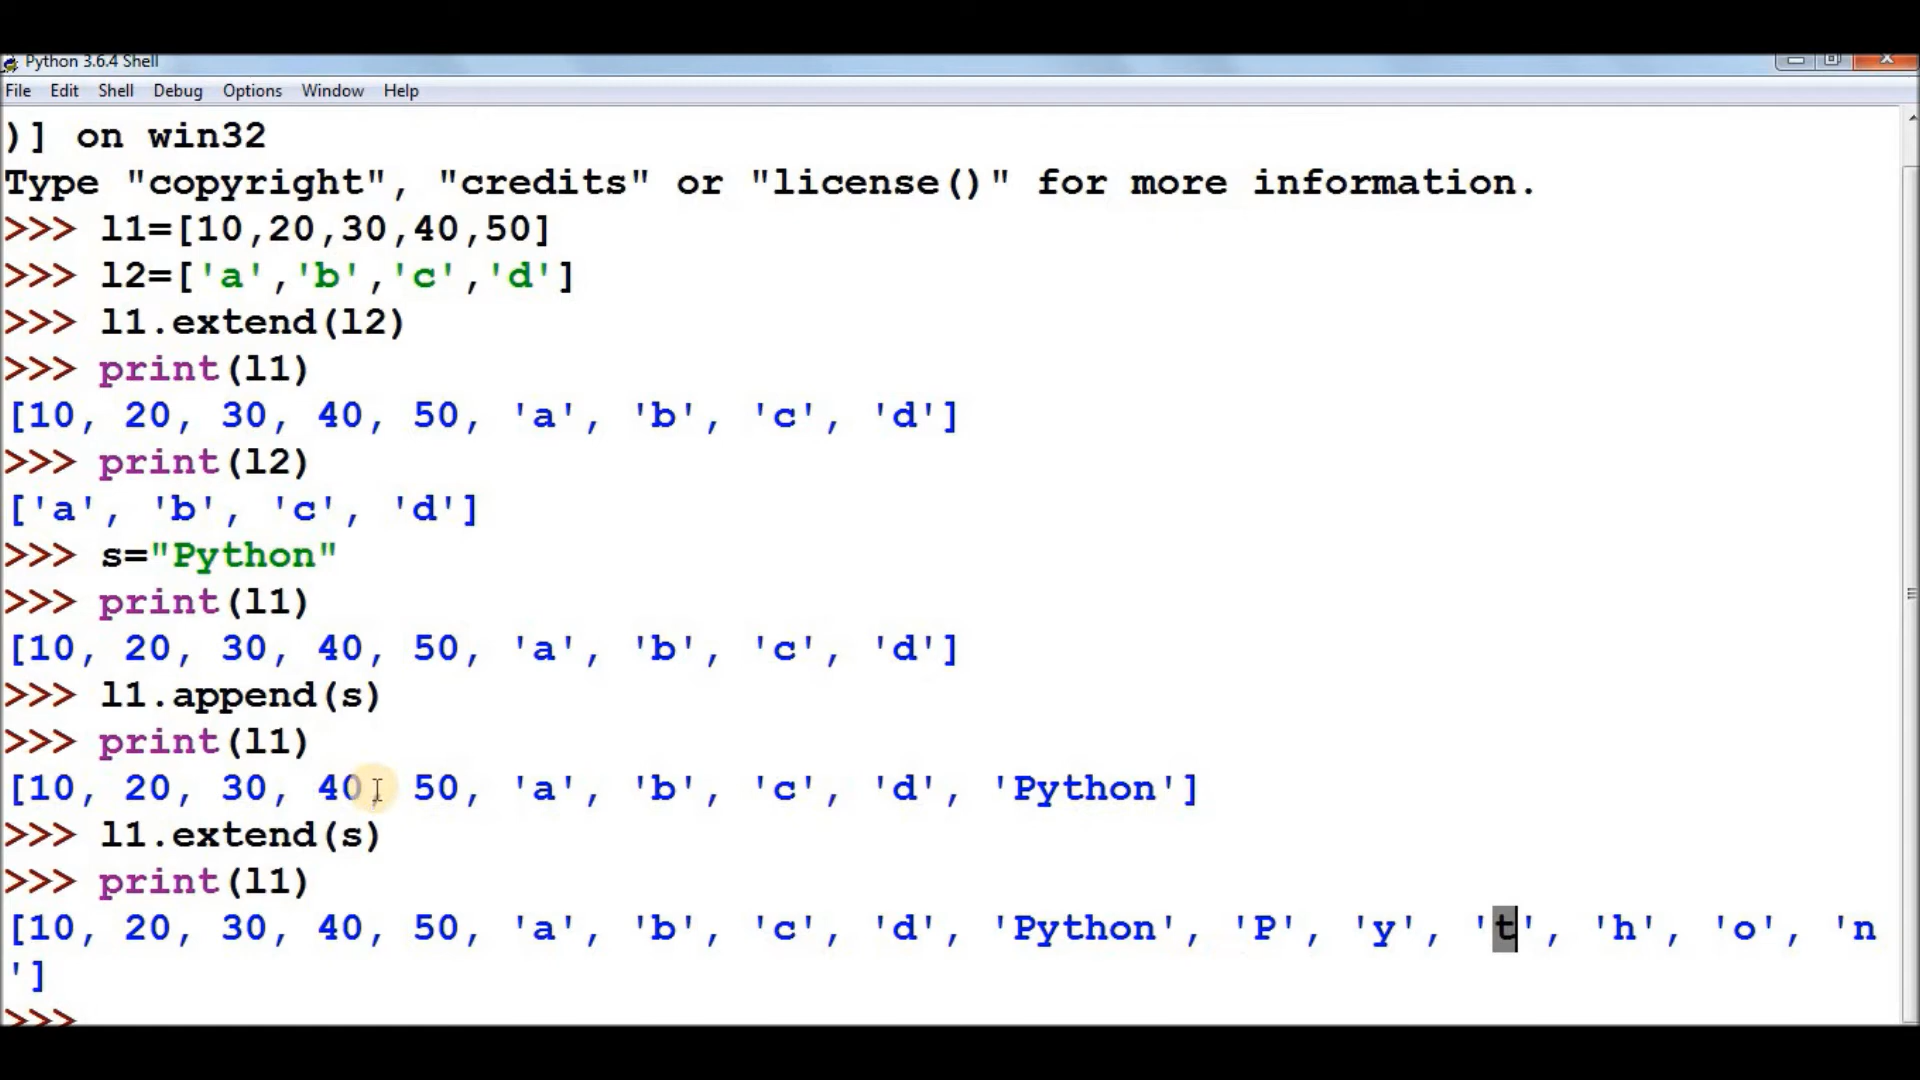 Python 3.6.4 Shell
File Edit Shell Debug Options Window Help
)] on win32
Type "copyright", "credits" or "license()" for more information.
>>> l1=[10,20,30,40,50]
>>> l2=['a','b','c','d']
>>> l1.extend(l2)
>>> print(l1)
[10, 20, 30, 40, 50, 'a', 'b', 'c', 'd']
>>> print(l2)
['a', 'b', 'c', 'd']
>>> s="Python"
>>> print(l1)
[10, 20, 30, 40, 50, 'a', 'b', 'c', 'd']
>>> l1.append(s)
>>> print(l1)
[10, 20, 30, 40, 50, 'a', 'b', 'c', 'd', 'Python']
>>> l1.extend(s)
>>> print(l1)
[10, 20, 30, 40, 50, 'a', 'b', 'c', 'd', 'Python', 'P', 'y', 't', 'h', 'o', 'n
']
>>>